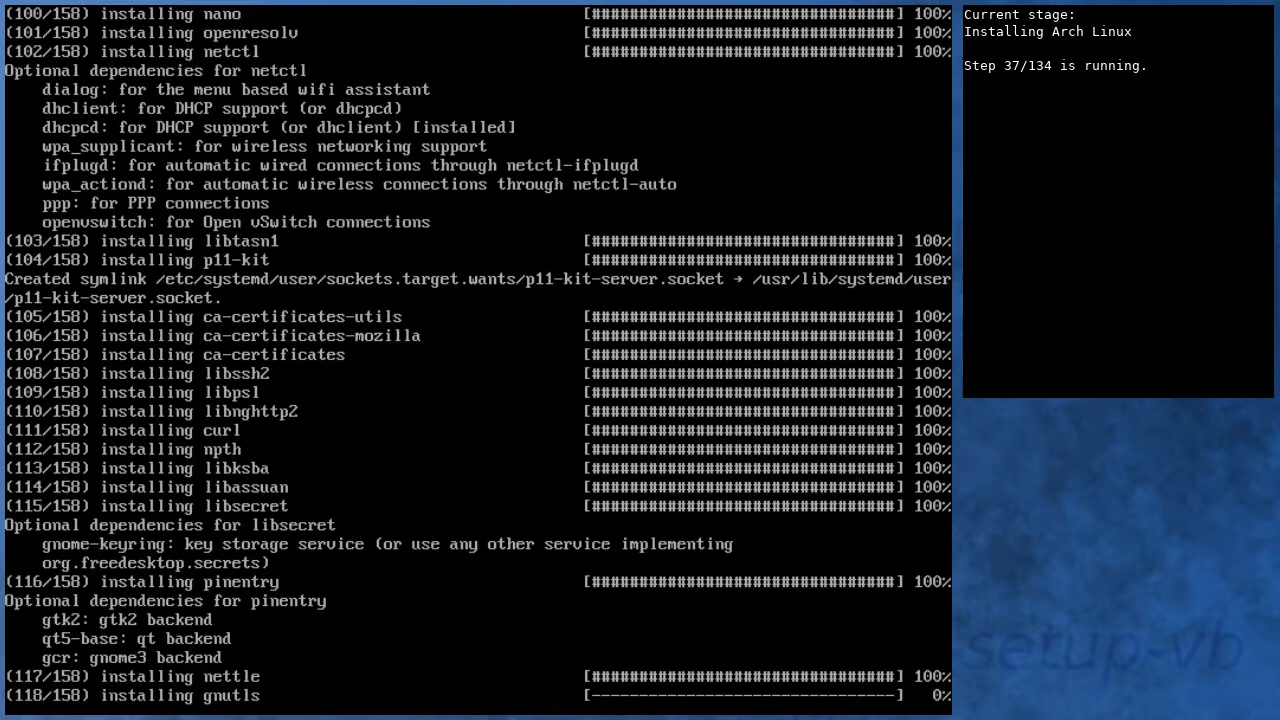 (100/158) installing nano [################################] 100%
(101/158) installing openresolv [################################] 100%
(102/158) installing netctl [################################] 100%
Optional dependencies for netctl
    dialog: for the menu based wifi assistant
    dhclient: for DHCP support (or dhcpcd)
    dhcpcd: for DHCP support (or dhclient) [installed]
    wpa_supplicant: for wireless networking support
    ifplugd: for automatic wired connections through netctl-ifplugd
    wpa_actiond: for automatic wireless connections through netctl-auto
    ppp: for PPP connections
    openvswitch: for Open vSwitch connections
(103/158) installing libtasn1 [################################] 100%
(104/158) installing p11-kit [################################] 100%
Created symlink /etc/systemd/user/sockets.target.wants/p11-kit-server.socket → /usr/lib/systemd/user
/p11-kit-server.socket.
(105/158) installing ca-certificates-utils [################################] 100%
(106/158) installing ca-certificates-mozilla [################################] 100%
(107/158) installing ca-certificates [################################] 100%
(108/158) installing libssh2 [################################] 100%
(109/158) installing libpsl [################################] 100%
(110/158) installing libnghttp2 [################################] 100%
(111/158) installing curl [################################] 100%
(112/158) installing npth [################################] 100%
(113/158) installing libksba [################################] 100%
(114/158) installing libassuan [################################] 100%
(115/158) installing libsecret [################################] 100%
Optional dependencies for libsecret
    gnome-keyring: key storage service (or use any other service implementing
    org.freedesktop.secrets)
(116/158) installing pinentry [################################] 100%
Optional dependencies for pinentry
    gtk2: gtk2 backend
    qt5-base: qt backend
    gcr: gnome3 backend
(117/158) installing nettle [################################] 100%
(118/158) installing gnutls [--------------------------------] 0%
Current stage:
Installing Arch Linux
Step 37/134 is running.
setup-vb